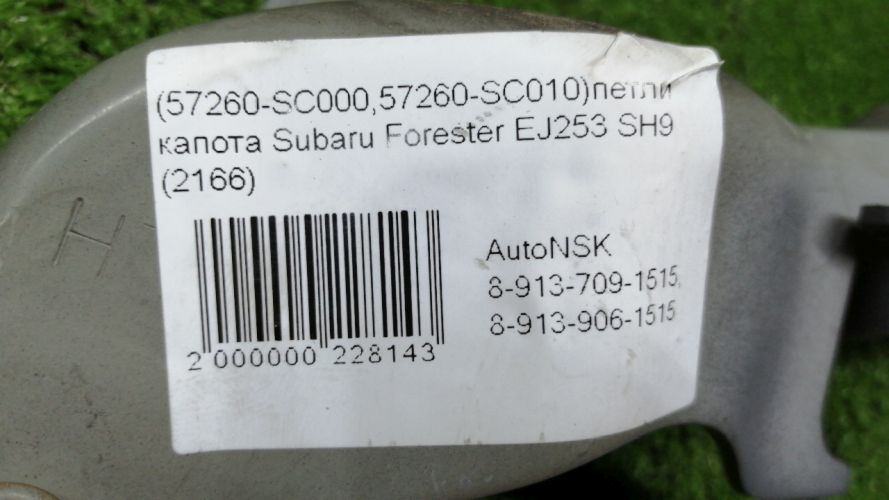 (57260-SC000,57260-SC010)петли
капота Subaru Forester EJ253 SH9
(2166)
AutoNSK
8-913-709-1515,
8-913-906-1515
2 000000 228143
H